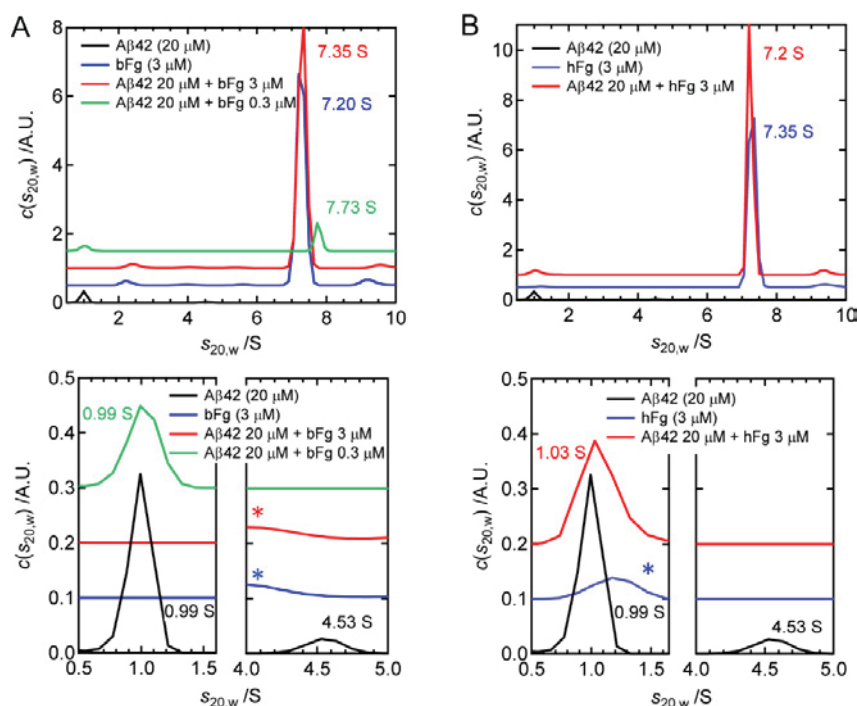 A
Aβ42 (20 μM)
bFg (3 μM)
Aβ42 20 μM + bFg 3 μM
Aβ42 20 μM + bFg 0.3 μM
7.35 S
7.20 S
7.73 S
c(s20,w) /A.U.
8
6
4
2
0
2 4 6 8 10
s20,w /S
B
Aβ42 (20 μM)
hFg (3 μM)
Aβ42 20 μM + hFg 3 μM
7.2 S
7.35 S
c(s20,w) /A.U.
10
8
6
4
2
0
2 4 6 8 10
s20,w /S
Aβ42 (20 μM)
bFg (3 μM)
Aβ42 20 μM + bFg 3 μM
Aβ42 20 μM + bFg 0.3 μM
0.99 S
*
*
0.99 S
4.53 S
c(s20,w) /A.U.
0.5
0.4
0.3
0.2
0.1
0.0
1.0 1.5 4.0 4.5 5.0
s20,w /S
Aβ42 (20 μM)
hFg (3 μM)
Aβ42 20 μM + hFg 3 μM
1.03 S
*
0.99 S
4.53 S
c(s20,w) /A.U.
0.5
0.4
0.3
0.2
0.1
0.0
0.5 1.0 1.5 4.0 4.5 5.0
s20,w /S